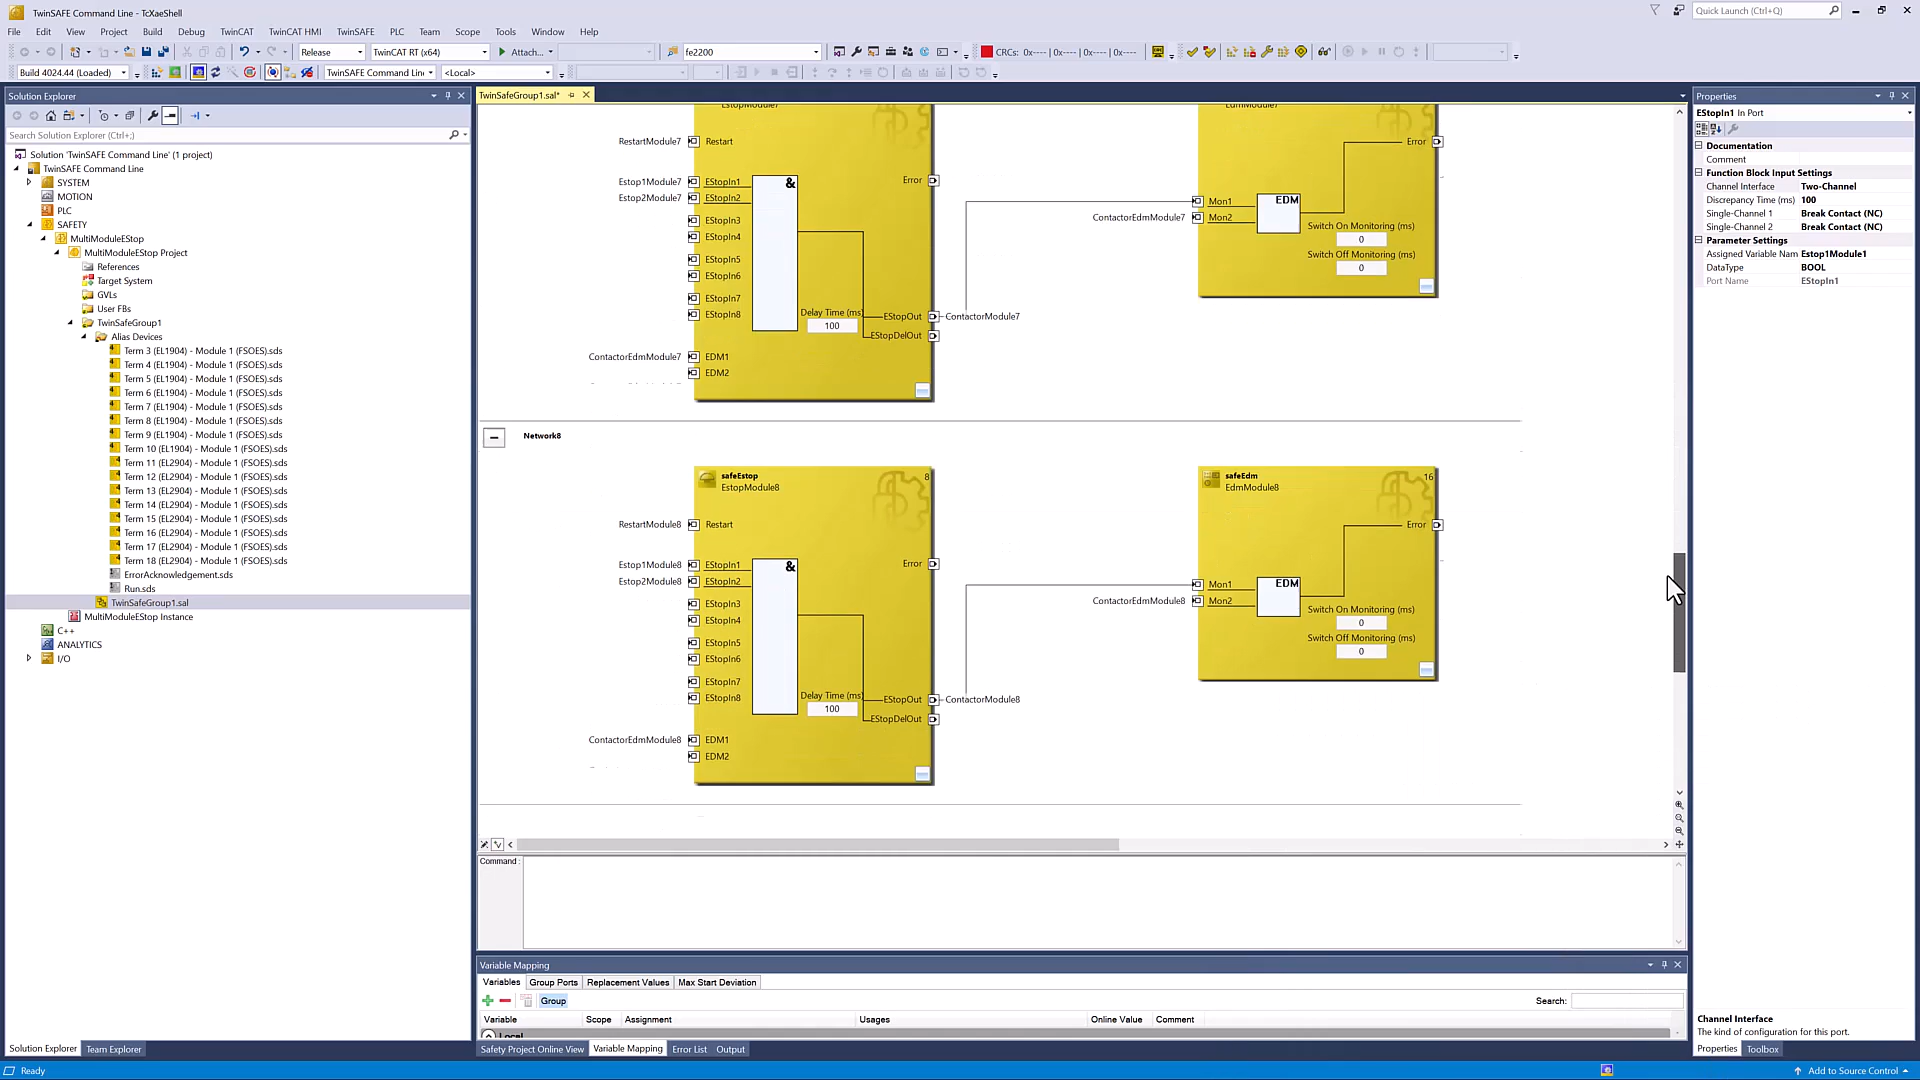 TwinSAFE Command Line - TcXaeShell
Quick Launch (Ctrl+Q)
File Edit View Project Build Debug TwinCAT TwinCAT HMI TwinSAFE PLC Team Scope Tools Window Help
Release TwinCAT RT (x64) Attach... fe2200 CRCs: 0x---- | 0x---- | 0x---- | 0x----
Build 4024.44 (Loaded) TwinSAFE Command Line <Local>
Solution Explorer
Search Solution Explorer (Ctrl+;)
Solution 'TwinSAFE Command Line' (1 project)
TwinSAFE Command Line
SYSTEM
MOTION
PLC
SAFETY
MultiModuleEStop
MultiModuleEStop Project
References
Target System
GVLs
User FBs
TwinSafeGroup1
Alias Devices
Term 3 (EL1904) - Module 1 (FSOES).sds
Term 4 (EL1904) - Module 1 (FSOES).sds
Term 5 (EL1904) - Module 1 (FSOES).sds
Term 6 (EL1904) - Module 1 (FSOES).sds
Term 7 (EL1904) - Module 1 (FSOES).sds
Term 8 (EL1904) - Module 1 (FSOES).sds
Term 9 (EL1904) - Module 1 (FSOES).sds
Term 10 (EL1904) - Module 1 (FSOES).sds
Term 11 (EL2904) - Module 1 (FSOES).sds
Term 12 (EL2904) - Module 1 (FSOES).sds
Term 13 (EL2904) - Module 1 (FSOES).sds
Term 14 (EL2904) - Module 1 (FSOES).sds
Term 15 (EL2904) - Module 1 (FSOES).sds
Term 16 (EL2904) - Module 1 (FSOES).sds
Term 17 (EL2904) - Module 1 (FSOES).sds
Term 18 (EL2904) - Module 1 (FSOES).sds
ErrorAcknowledgement.sds
Run.sds
TwinSafeGroup1.sal
MultiModuleEStop Instance
C++
ANALYTICS
I/O
Solution Explorer Team Explorer
TwinSafeGroup1.sal*
EstopModule7
RestartModule7 Restart
Estop1Module7 EStopIn1
Estop2Module7 EStopIn2
EStopIn3
EStopIn4
EStopIn5
EStopIn6
EStopIn7
EStopIn8
&
Error
Delay Time (ms)
100
EStopOut ContactorModule7
EStopDelOut
ContactorEdmModule7 EDM1
EDM2
EdmModule7
Error
Mon1
ContactorEdmModule7 Mon2
EDM
Switch On Monitoring (ms)
0
Switch Off Monitoring (ms)
0
Network8
safeEstop 8
EstopModule8
RestartModule8 Restart
Estop1Module8 EStopIn1
Estop2Module8 EStopIn2
EStopIn3
EStopIn4
EStopIn5
EStopIn6
EStopIn7
EStopIn8
&
Error
Delay Time (ms)
100
EStopOut ContactorModule8
EStopDelOut
ContactorEdmModule8 EDM1
EDM2
safeEdm 16
EdmModule8
Error
Mon1
ContactorEdmModule8 Mon2
EDM
Switch On Monitoring (ms)
0
Switch Off Monitoring (ms)
0
Command :
Variable Mapping
Variables Group Ports Replacement Values Max Start Deviation
Group
Search:
Variable Scope Assignment Usages Online Value Comment
Local
Safety Project Online View Variable Mapping Error List Output
Properties
EStopIn1 In Port
Documentation
Comment
Function Block Input Settings
Channel Interface Two-Channel
Discrepancy Time (ms) 100
Single-Channel 1 Break Contact (NC)
Single-Channel 2 Break Contact (NC)
Parameter Settings
Assigned Variable Nam Estop1Module1
DataType BOOL
Port Name EStopIn1
Channel Interface
The kind of configuration for this port.
Properties Toolbox
Ready
Add to Source Control